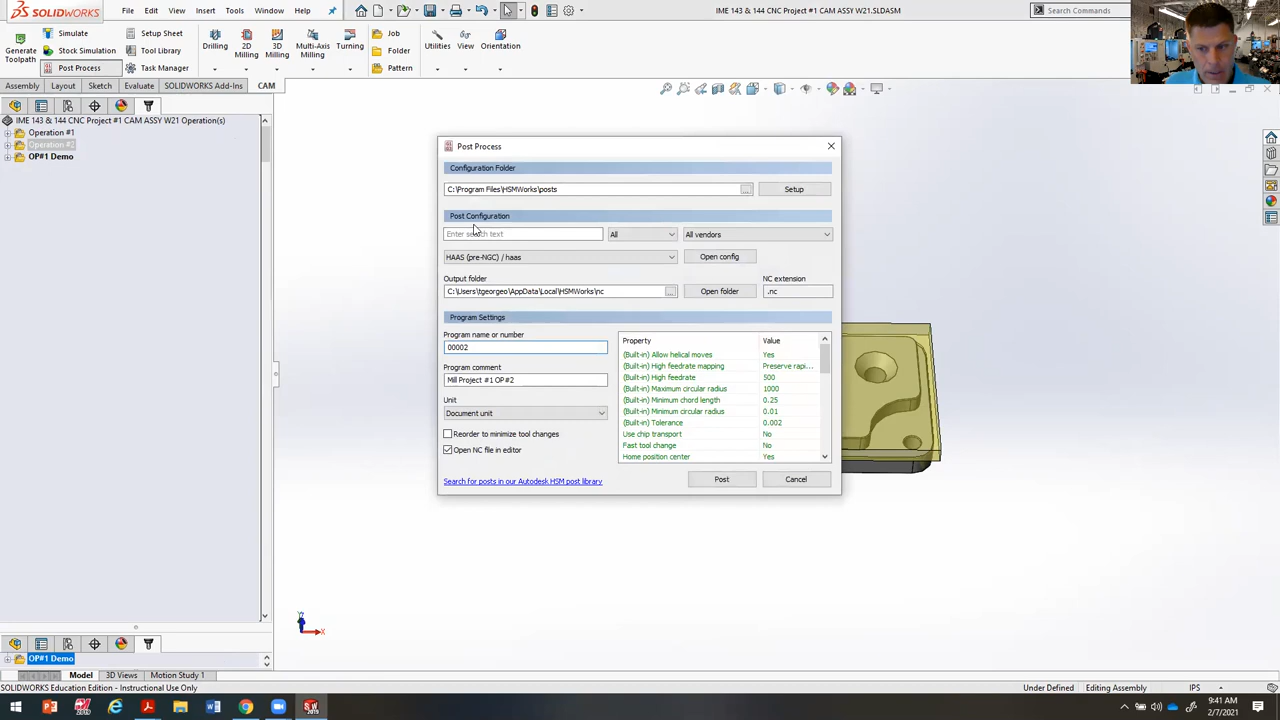 SOLIDWORKS
File
Edit
View
Insert
Tools
Window
Help
IME 143 & 144 CNC Project #1 CAM ASSY W21.SLDASM
Search Commands
Generate Toolpath
Simulate
Stock Simulation
Post Process
Setup Sheet
Tool Library
Task Manager
Drilling
2D Milling
3D Milling
Multi-Axis Milling
Turning
Job
Folder
Pattern
Utilities
View
Orientation
Assembly
Layout
Sketch
Evaluate
SOLIDWORKS Add-Ins
CAM
IME 143 & 144 CNC Project #1 CAM ASSY W21 Operation(s)
Operation #1
Operation #2
OP#1 Demo
Post Process
Configuration Folder
C:\Program Files\HSMWorks\posts
...
Setup
Post Configuration
Enter search text
All
All vendors
HAAS (pre-NGC) / haas
Open config
Output folder
NC extension
C:\Users\tgeorgeo\AppData\Local\HSMWorks\nc
...
Open folder
.nc
Program Settings
Program name or number
00002
Program comment
Mill Project #1 OP#2
Unit
Document unit
Reorder to minimize tool changes
Open NC file in editor
Property Value
(Built-in) Allow helical moves Yes
(Built-in) High feedrate mapping Preserve rapi...
(Built-in) High feedrate 500
(Built-in) Maximum circular radius 1000
(Built-in) Minimum chord length 0.25
(Built-in) Minimum circular radius 0.01
(Built-in) Tolerance 0.002
Use chip transport No
Fast tool change No
Home position center Yes
Search for posts in our Autodesk HSM post library
Post
Cancel
X
OP#1 Demo
Model
3D Views
Motion Study 1
SOLIDWORKS Education Edition - Instructional Use Only
Under Defined
Editing Assembly
IPS
9:41 AM
2/7/2021